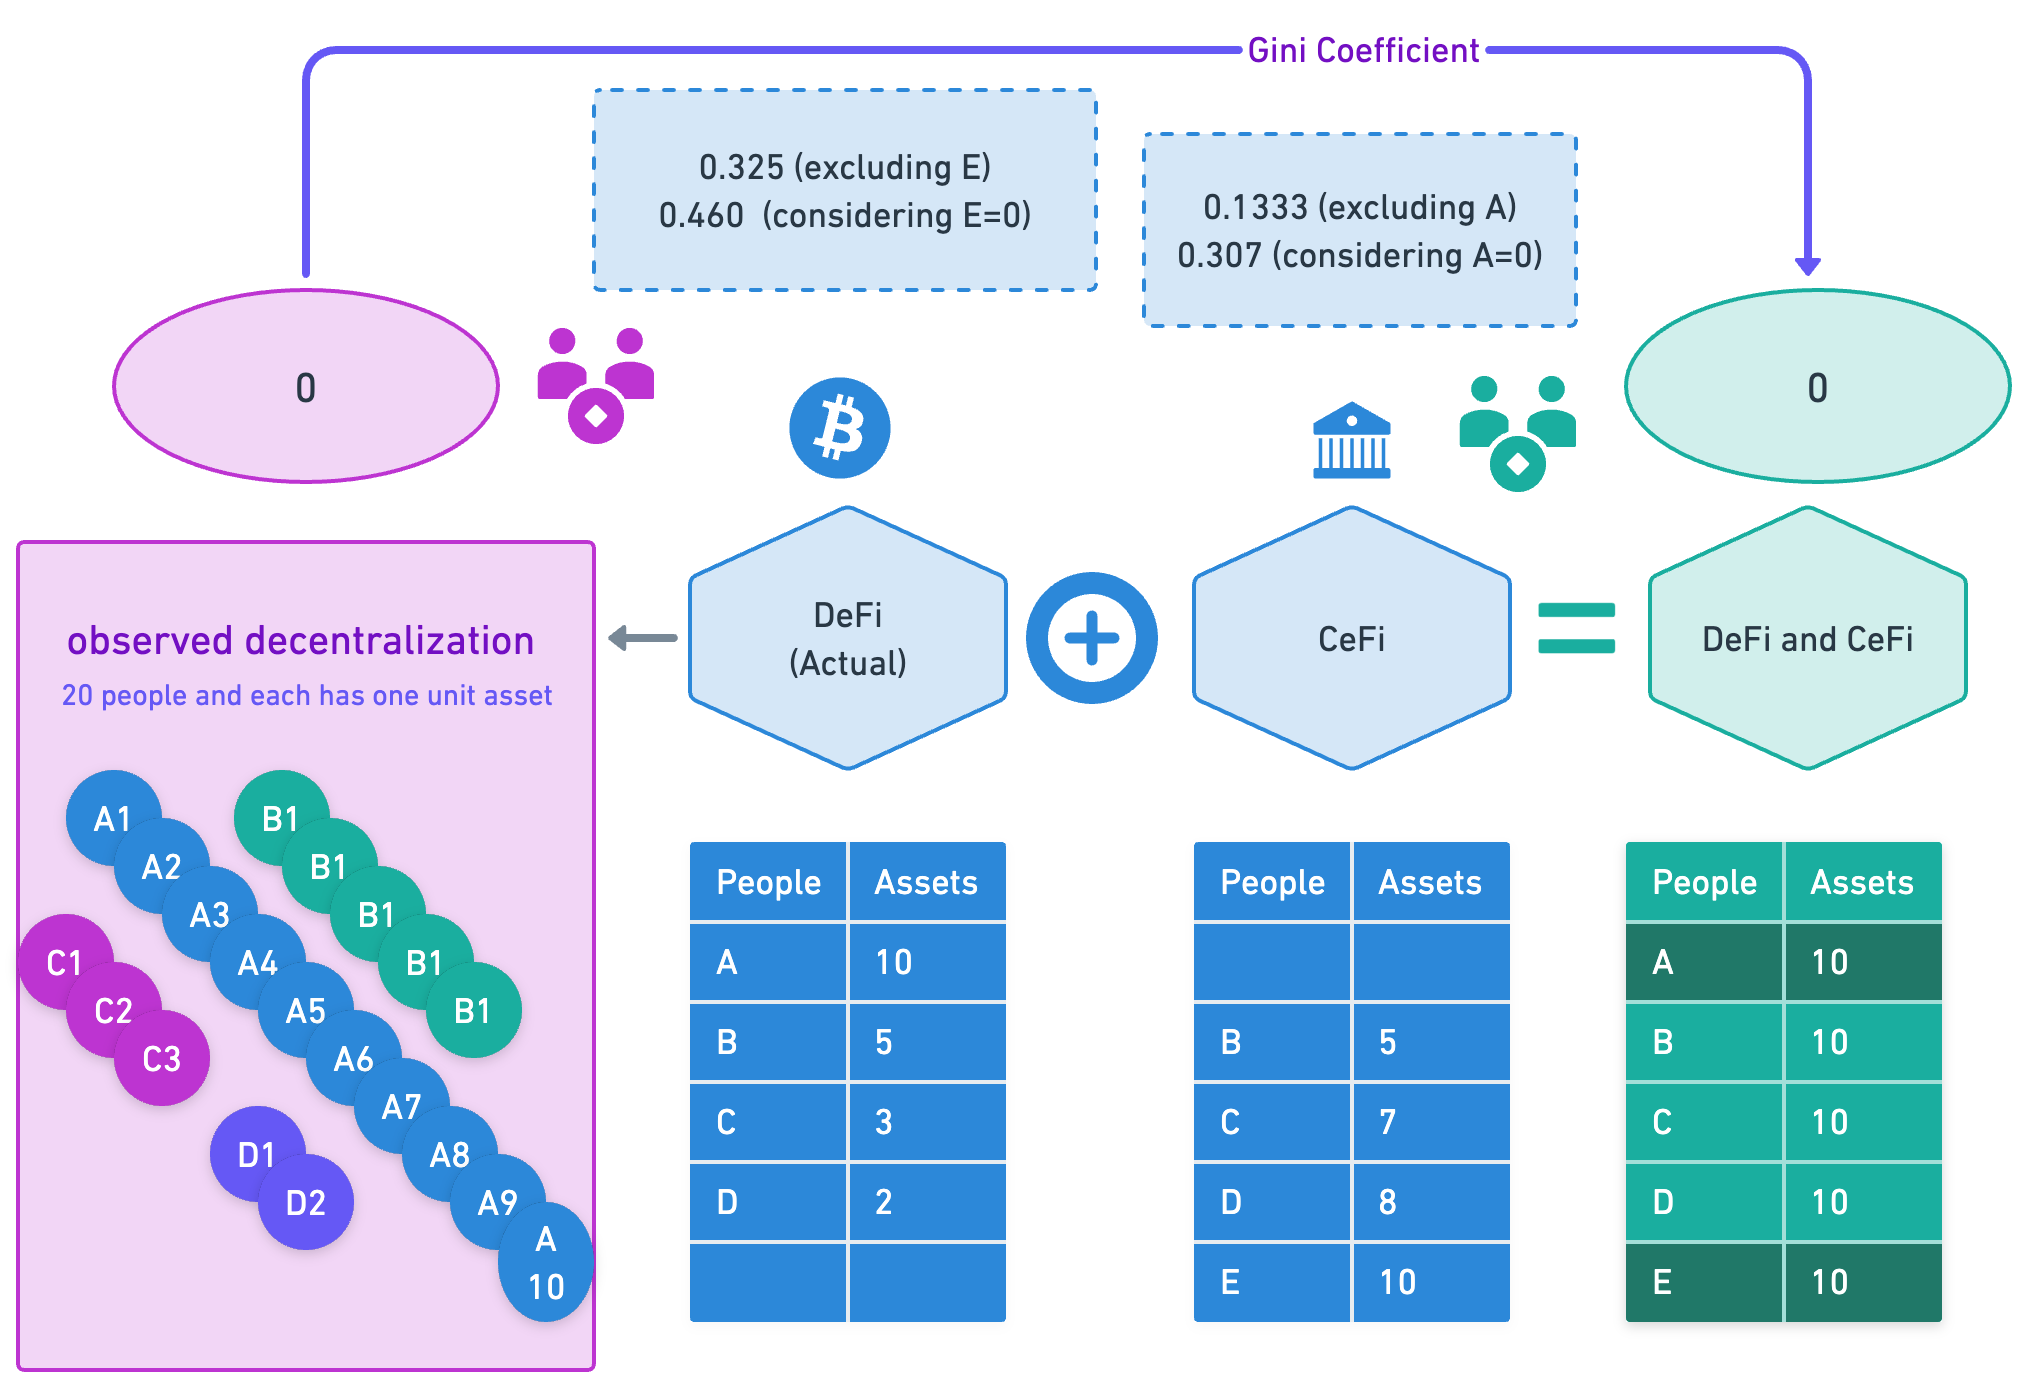 Gini Coefficient
0.325 (excluding E)
0.460 (considering E=0)
0.1333 (excluding A)
0.307 (considering A=0)
0
0
observed decentralization
20 people and each has one unit asset
DeFi
(Actual)
CeFi
DeFi and CeFi
A1
A2
A3
A4
A5
A6
A7
A8
A9
A
10
B1
B1
B1
B1
B1
C1
C2
C3
D1
D2
People Assets
A 10
B 5
C 3
D 2
People Assets
B 5
C 7
D 8
E 10
People Assets
A 10
B 10
C 10
D 10
E 10